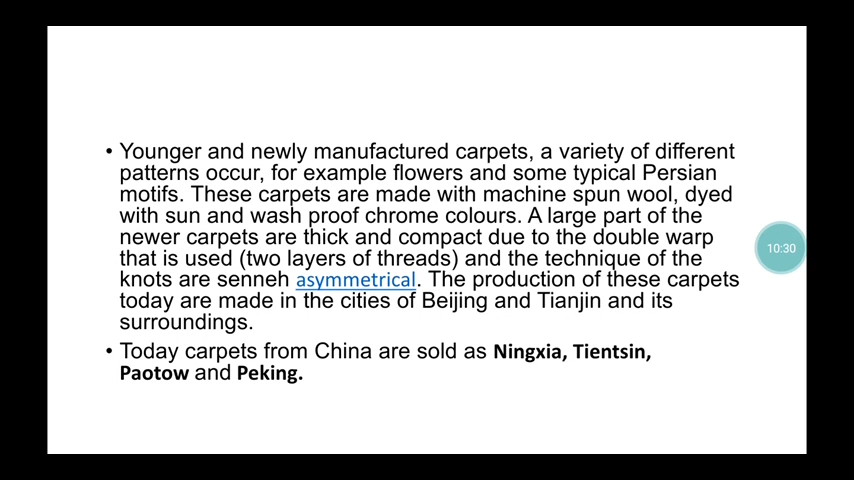 • Younger and newly manufactured carpets, a variety of different
patterns occur, for example flowers and some typical Persian
motifs. These carpets are made with machine spun wool, dyed
with sun and wash proof chrome colours. A large part of the
newer carpets are thick and compact due to the double warp
that is used (two layers of threads) and the technique of the
knots are senneh asymmetrical. The production of these carpets
today are made in the cities of Beijing and Tianjin and its
surroundings.
• Today carpets from China are sold as Ningxia, Tientsin,
Paotow and Peking.
10:30